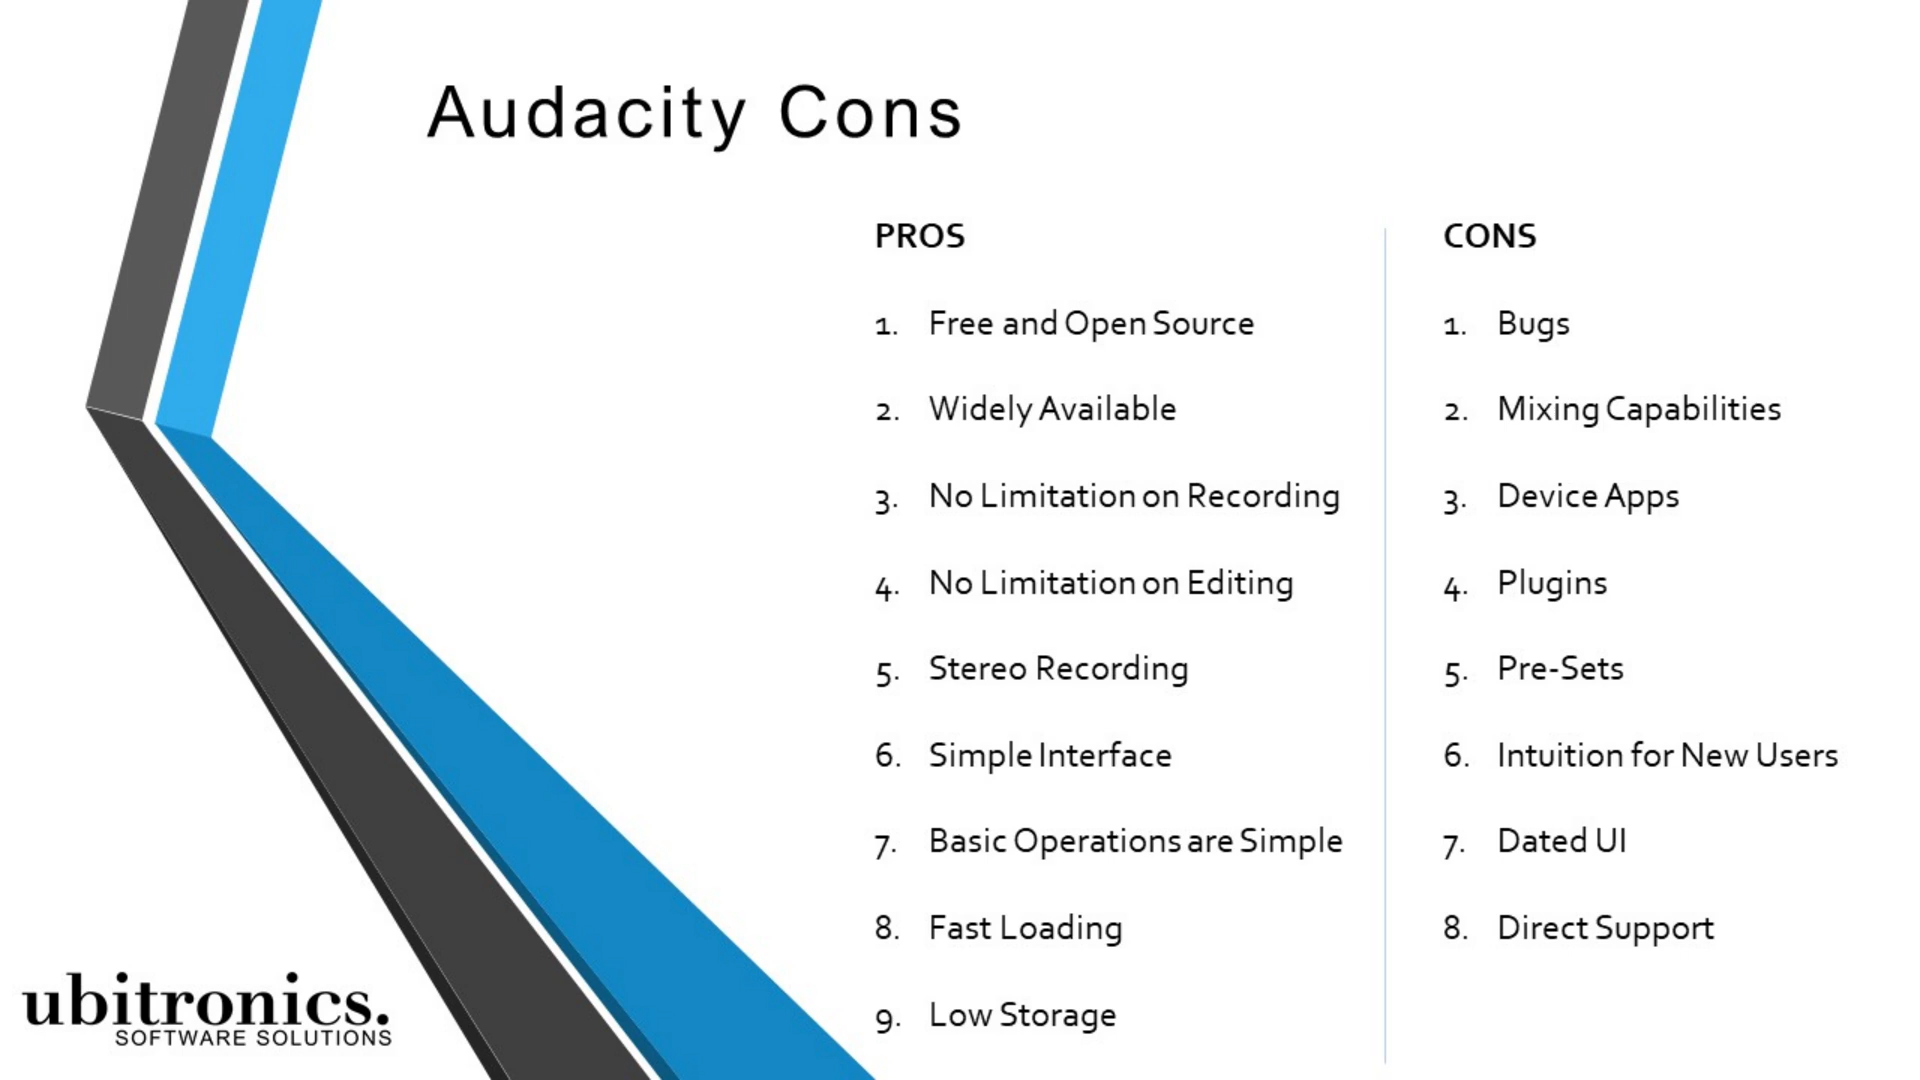 Audacity Cons
PROS
1. Free and Open Source
2. Widely Available
3. No Limitation on Recording
4. No Limitation on Editing
5. Stereo Recording
6. Simple Interface
7. Basic Operations are Simple
8. Fast Loading
9. Low Storage
CONS
1. Bugs
2. Mixing Capabilities
3. Device Apps
4. Plugins
5. Pre-Sets
6. Intuition for New Users
7. Dated UI
8. Direct Support
ubitronics.
SOFTWARE SOLUTIONS